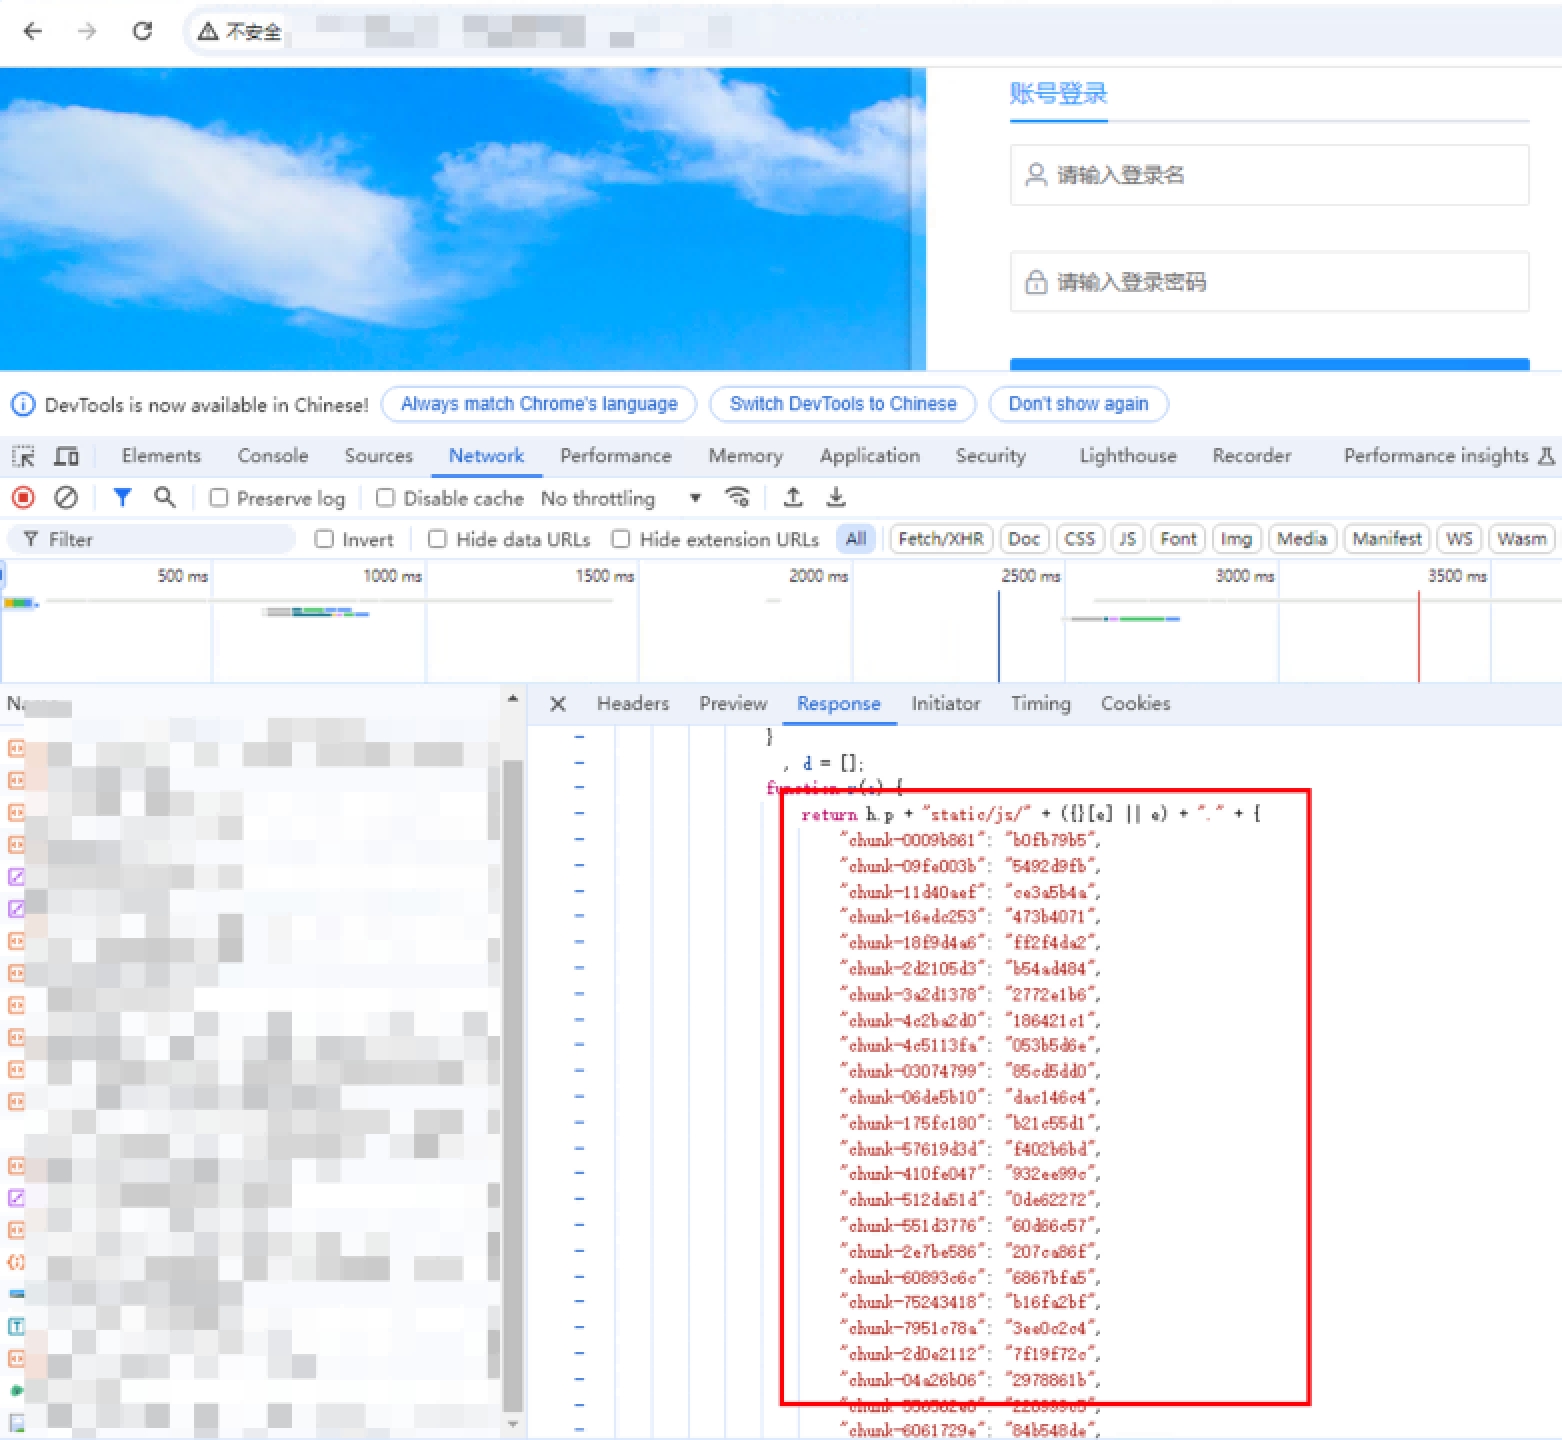 不安全
账号登录
请输入登录名
请输入登录密码
DevTools is now available in Chinese! Always match Chrome's language Switch DevTools to Chinese Don't show again
Elements Console Sources Network Performance Memory Application Security Lighthouse Recorder Performance insights
Preserve log Disable cache No throttling
Filter Invert Hide data URLs Hide extension URLs All Fetch/XHR Doc CSS JS Font Img Media Manifest WS Wasm
500 ms 1000 ms 1500 ms 2000 ms 2500 ms 3000 ms 3500 ms
Headers Preview Response Initiator Timing Cookies
}
, d = [];
function r(e) {
return h.p + "static/js/" + ({}[e] || e) + "." + {
"chunk-0009b861": "b0fb79b5",
"chunk-09fe003b": "5492d9fb",
"chunk-11d40aef": "ce3a5b4a",
"chunk-16edc253": "473b4071",
"chunk-18f9d4a6": "ff2f4da2",
"chunk-2d2105d3": "b54ad484",
"chunk-3a2d1378": "2772e1b6",
"chunk-4c2ba2d0": "186421c1",
"chunk-4c5113fa": "053b5d6e",
"chunk-03074799": "85cd5dd0",
"chunk-06de5b10": "dac146c4",
"chunk-175fc180": "b21c55d1",
"chunk-57619d3d": "f402b6bd",
"chunk-410fe047": "932ee99c",
"chunk-512da51d": "0de62272",
"chunk-551d3776": "60d66c57",
"chunk-2e7be586": "207ca86f",
"chunk-60893c6c": "6867bfa5",
"chunk-75243418": "b16fa2bf",
"chunk-7951c78a": "3ee0c2c4",
"chunk-2d0e2112": "7f19f72c",
"chunk-04a26b06": "2978861b",
"chunk-6061729e": "84b548de",